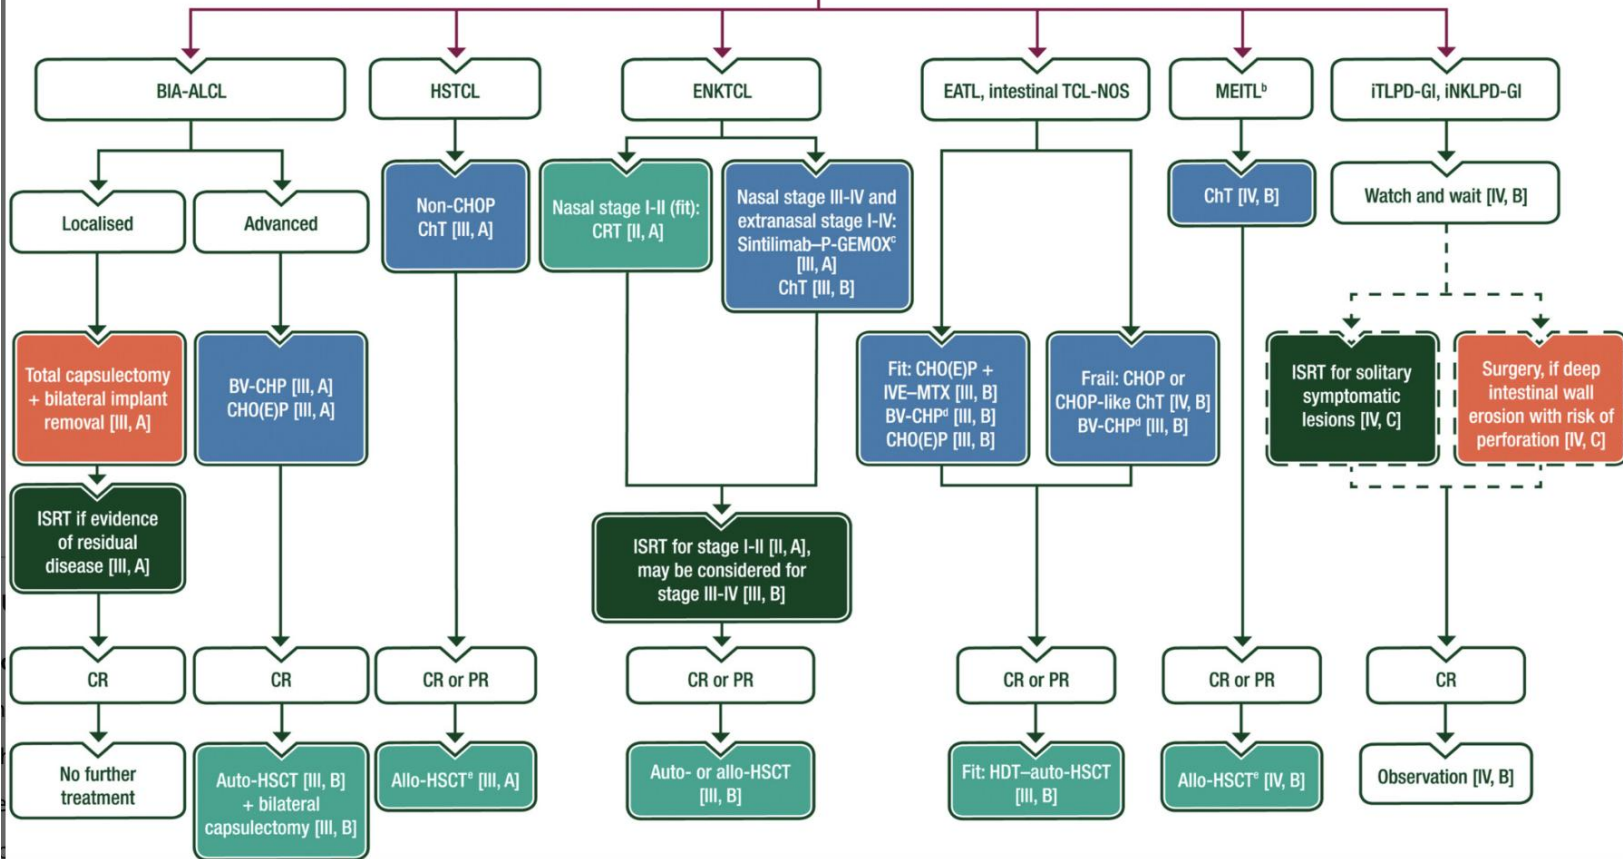 BIA-ALCL
HSTCL
ENKTCL
EATL, intestinal TCL-NOS
MEITLᵇ
iTLPD-GI, iNKLPD-GI
Localised
Advanced
Non-CHOP
ChT [III, A]
Nasal stage I-II (fit):
CRT [II, A]
Nasal stage III-IV and
extranasal stage I-IV:
Sintilimab–P-GEMOXᶜ
[III, A]
ChT [III, B]
ChT [IV, B]
Watch and wait [IV, B]
Total capsulectomy
+ bilateral implant
removal [III, A]
BV-CHP [III, A]
CHO(E)P [III, A]
Fit: CHO(E)P +
IVE–MTX [III, B]
BV-CHPᵈ [III, B]
CHO(E)P [III, B]
Frail: CHOP or
CHOP-like ChT [IV, B]
BV-CHPᵈ [III, B]
ISRT for solitary
symptomatic
lesions [IV, C]
Surgery, if deep
intestinal wall
erosion with risk of
perforation [IV, C]
ISRT if evidence
of residual
disease [III, A]
ISRT for stage I-II [II, A],
may be considered for
stage III-IV [III, B]
CR
CR
CR or PR
CR or PR
CR or PR
CR or PR
CR
No further
treatment
Auto-HSCT [III, B]
+ bilateral
capsulectomy [III, B]
Allo-HSCTᵉ [III, A]
Auto- or allo-HSCT
[III, B]
Fit: HDT–auto-HSCT
[III, B]
Allo-HSCTᵉ [IV, B]
Observation [IV, B]